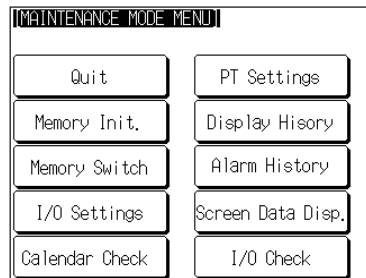 [MAINTENANCE MODE MENU]
Quit
PT Settings
Memory Init.
Display Hisory
Memory Switch
Alarm History
I/O Settings
Screen Data Disp.
Calendar Check
I/O Check